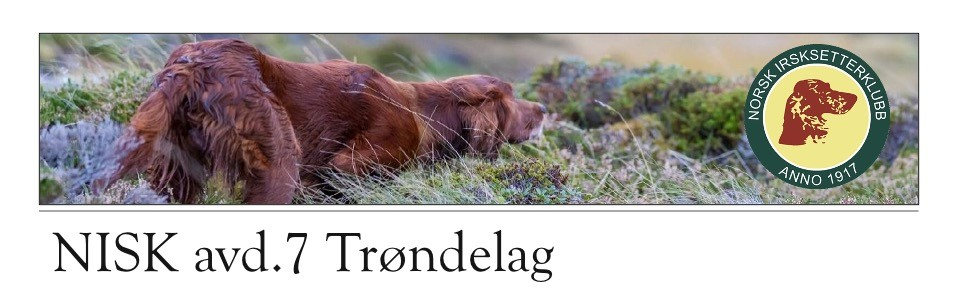 NORSK IRSKSETTERKLUBB
ANNO 1917
NISK avd.7 Trøndelag